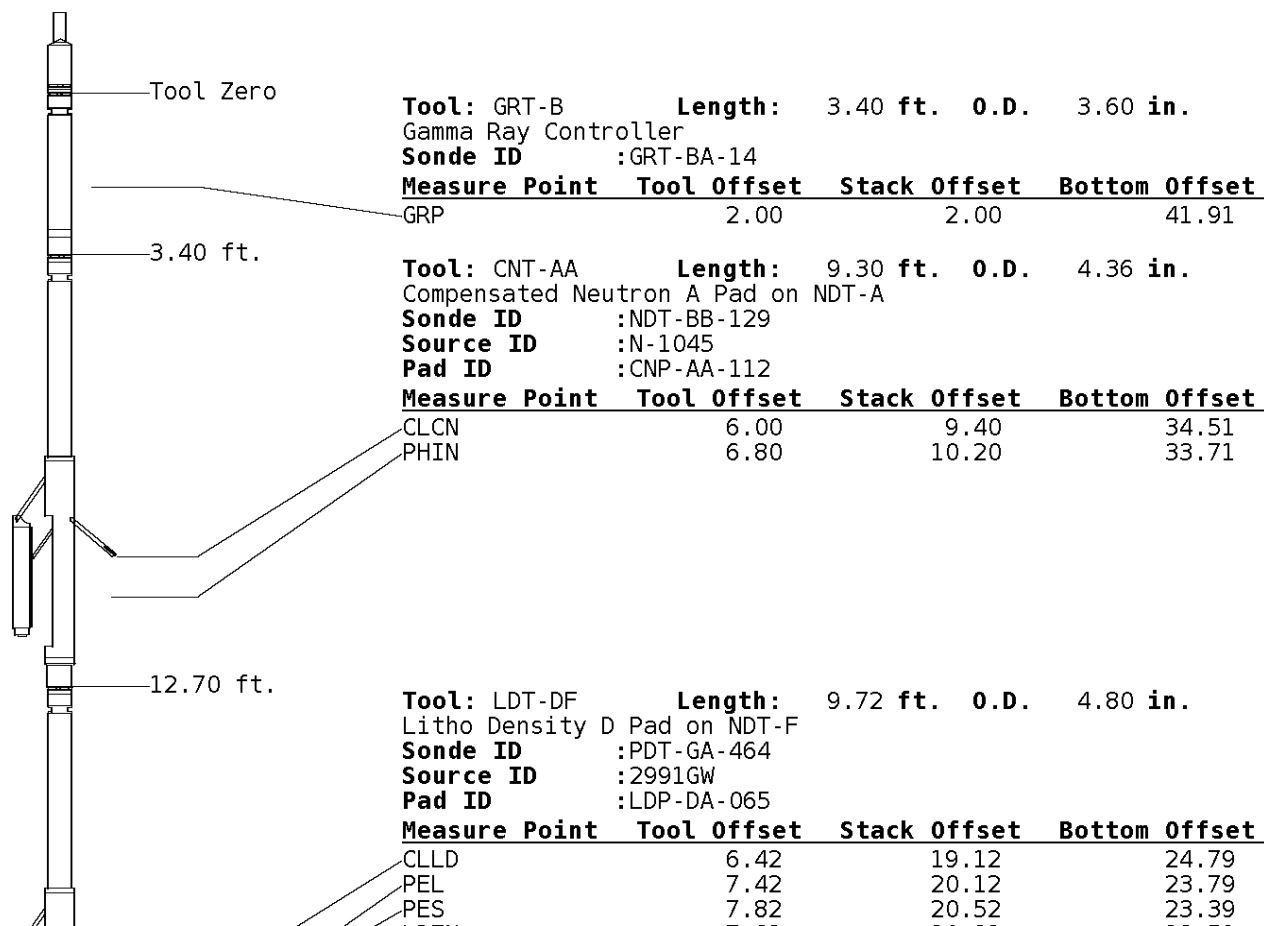 Tool Zero
Tool: GRT-B Length: 3.40 ft. O.D. 3.60 in.
Gamma Ray Controller
Sonde ID :GRT-BA-14
Measure Point Tool Offset Stack Offset Bottom Offset
GRP 2.00 2.00 41.91
3.40 ft.
Tool: CNT-AA Length: 9.30 ft. O.D. 4.36 in.
Compensated Neutron A Pad on NDT-A
Sonde ID :NDT-BB-129
Source ID :N-1045
Pad ID :CNP-AA-112
Measure Point Tool Offset Stack Offset Bottom Offset
CLCN 6.00 9.40 34.51
PHIN 6.80 10.20 33.71
12.70 ft.
Tool: LDT-DF Length: 9.72 ft. O.D. 4.80 in.
Litho Density D Pad on NDT-F
Sonde ID :PDT-GA-464
Source ID :2991GW
Pad ID :LDP-DA-065
Measure Point Tool Offset Stack Offset Bottom Offset
CLLD 6.42 19.12 24.79
PEL 7.42 20.12 23.79
PES 7.82 20.52 23.39